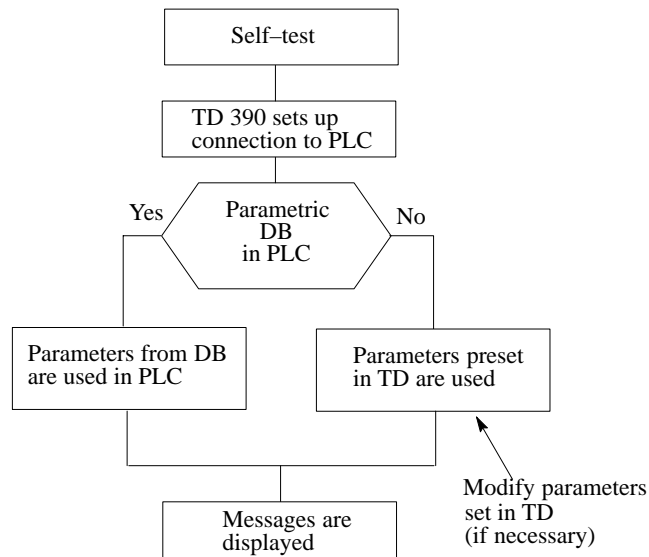 Self–test
TD 390 sets up
connection to PLC
Yes
Parametric
DB
in PLC
No
Parameters from DB
are used in PLC
Parameters preset
in TD are used
Modify parameters
set in TD
(if necessary)
Messages are
displayed